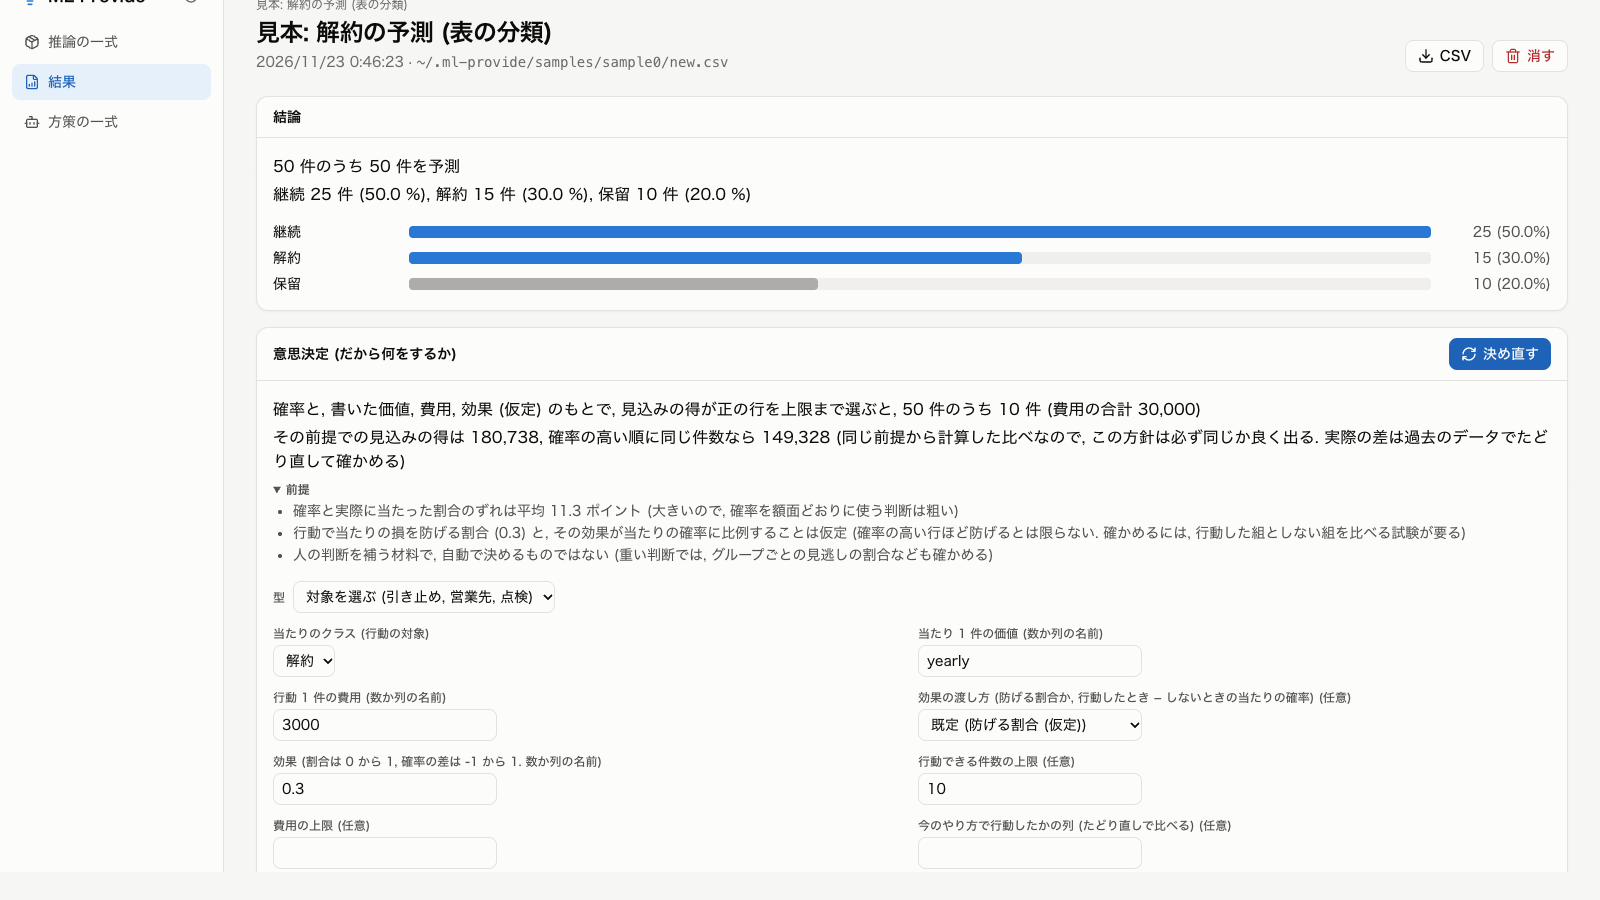 ML Provide
推論の一式
結果
方策の一式
見本: 解約の予測 (表の分類)
見本: 解約の予測 (表の分類)
2026/11/23 0:46:23 · ~/.ml-provide/samples/sample0/new.csv
CSV
消す
結論
50 件のうち 50 件を予測
継続 25 件 (50.0 %), 解約 15 件 (30.0 %), 保留 10 件 (20.0 %)
継続 25 (50.0%)
解約 15 (30.0%)
保留 10 (20.0%)
意思決定 (だから何をするか)
決め直す
確率と, 書いた価値, 費用, 効果 (仮定) のもとで, 見込みの得が正の行を上限まで選ぶと, 50 件のうち 10 件 (費用の合計 30,000)
その前提での見込みの得は 180,738, 確率の高い順に同じ件数なら 149,328 (同じ前提から計算した比べなので, この方針は必ず同じか良く出る. 実際の差は過去のデータでたど
り直して確かめる)
▼ 前提
• 確率と実際に当たった割合のずれは平均 11.3 ポイント (大きいので, 確率を額面どおりに使う判断は粗い)
• 行動で当たりの損を防げる割合 (0.3) と, その効果が当たりの確率に比例することは仮定 (確率の高い行ほど防げるとは限らない. 確かめるには, 行動した組としない組を比べる試験が要る)
• 人の判断を補う材料で, 自動で決めるものではない (重い判断では, グループごとの見逃しの割合なども確かめる)
型 対象を選ぶ (引き止め, 営業先, 点検)
当たりのクラス (行動の対象)
解約
当たり 1 件の価値 (数か列の名前)
yearly
行動 1 件の費用 (数か列の名前)
3000
効果の渡し方 (防げる割合か, 行動したとき − しないときの当たりの確率) (任意)
既定 (防げる割合 (仮定))
効果 (割合は 0 から 1, 確率の差は -1 から 1. 数か列の名前)
0.3
行動できる件数の上限 (任意)
10
費用の上限 (任意)
今のやり方で行動したかの列 (たどり直しで比べる) (任意)